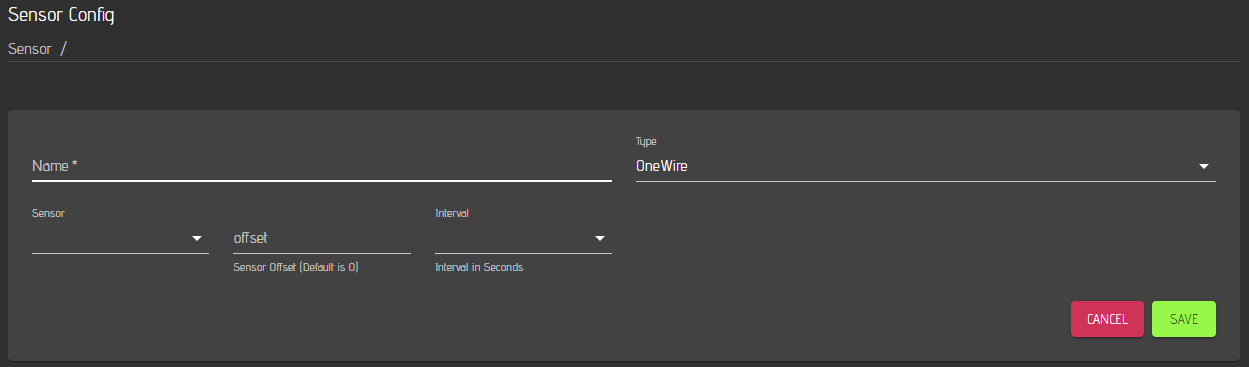 Sensor Config
Sensor /
Name *
Type
OneWire
Sensor
offset
Sensor Offset (Default is 0)
Interval
Interval in Seconds
CANCEL
SAVE